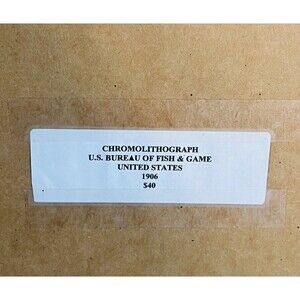 CHROMOLITHOGRAPH
U.S. BUREAU OF FISH & GAME
UNITED STATES
1906
$40